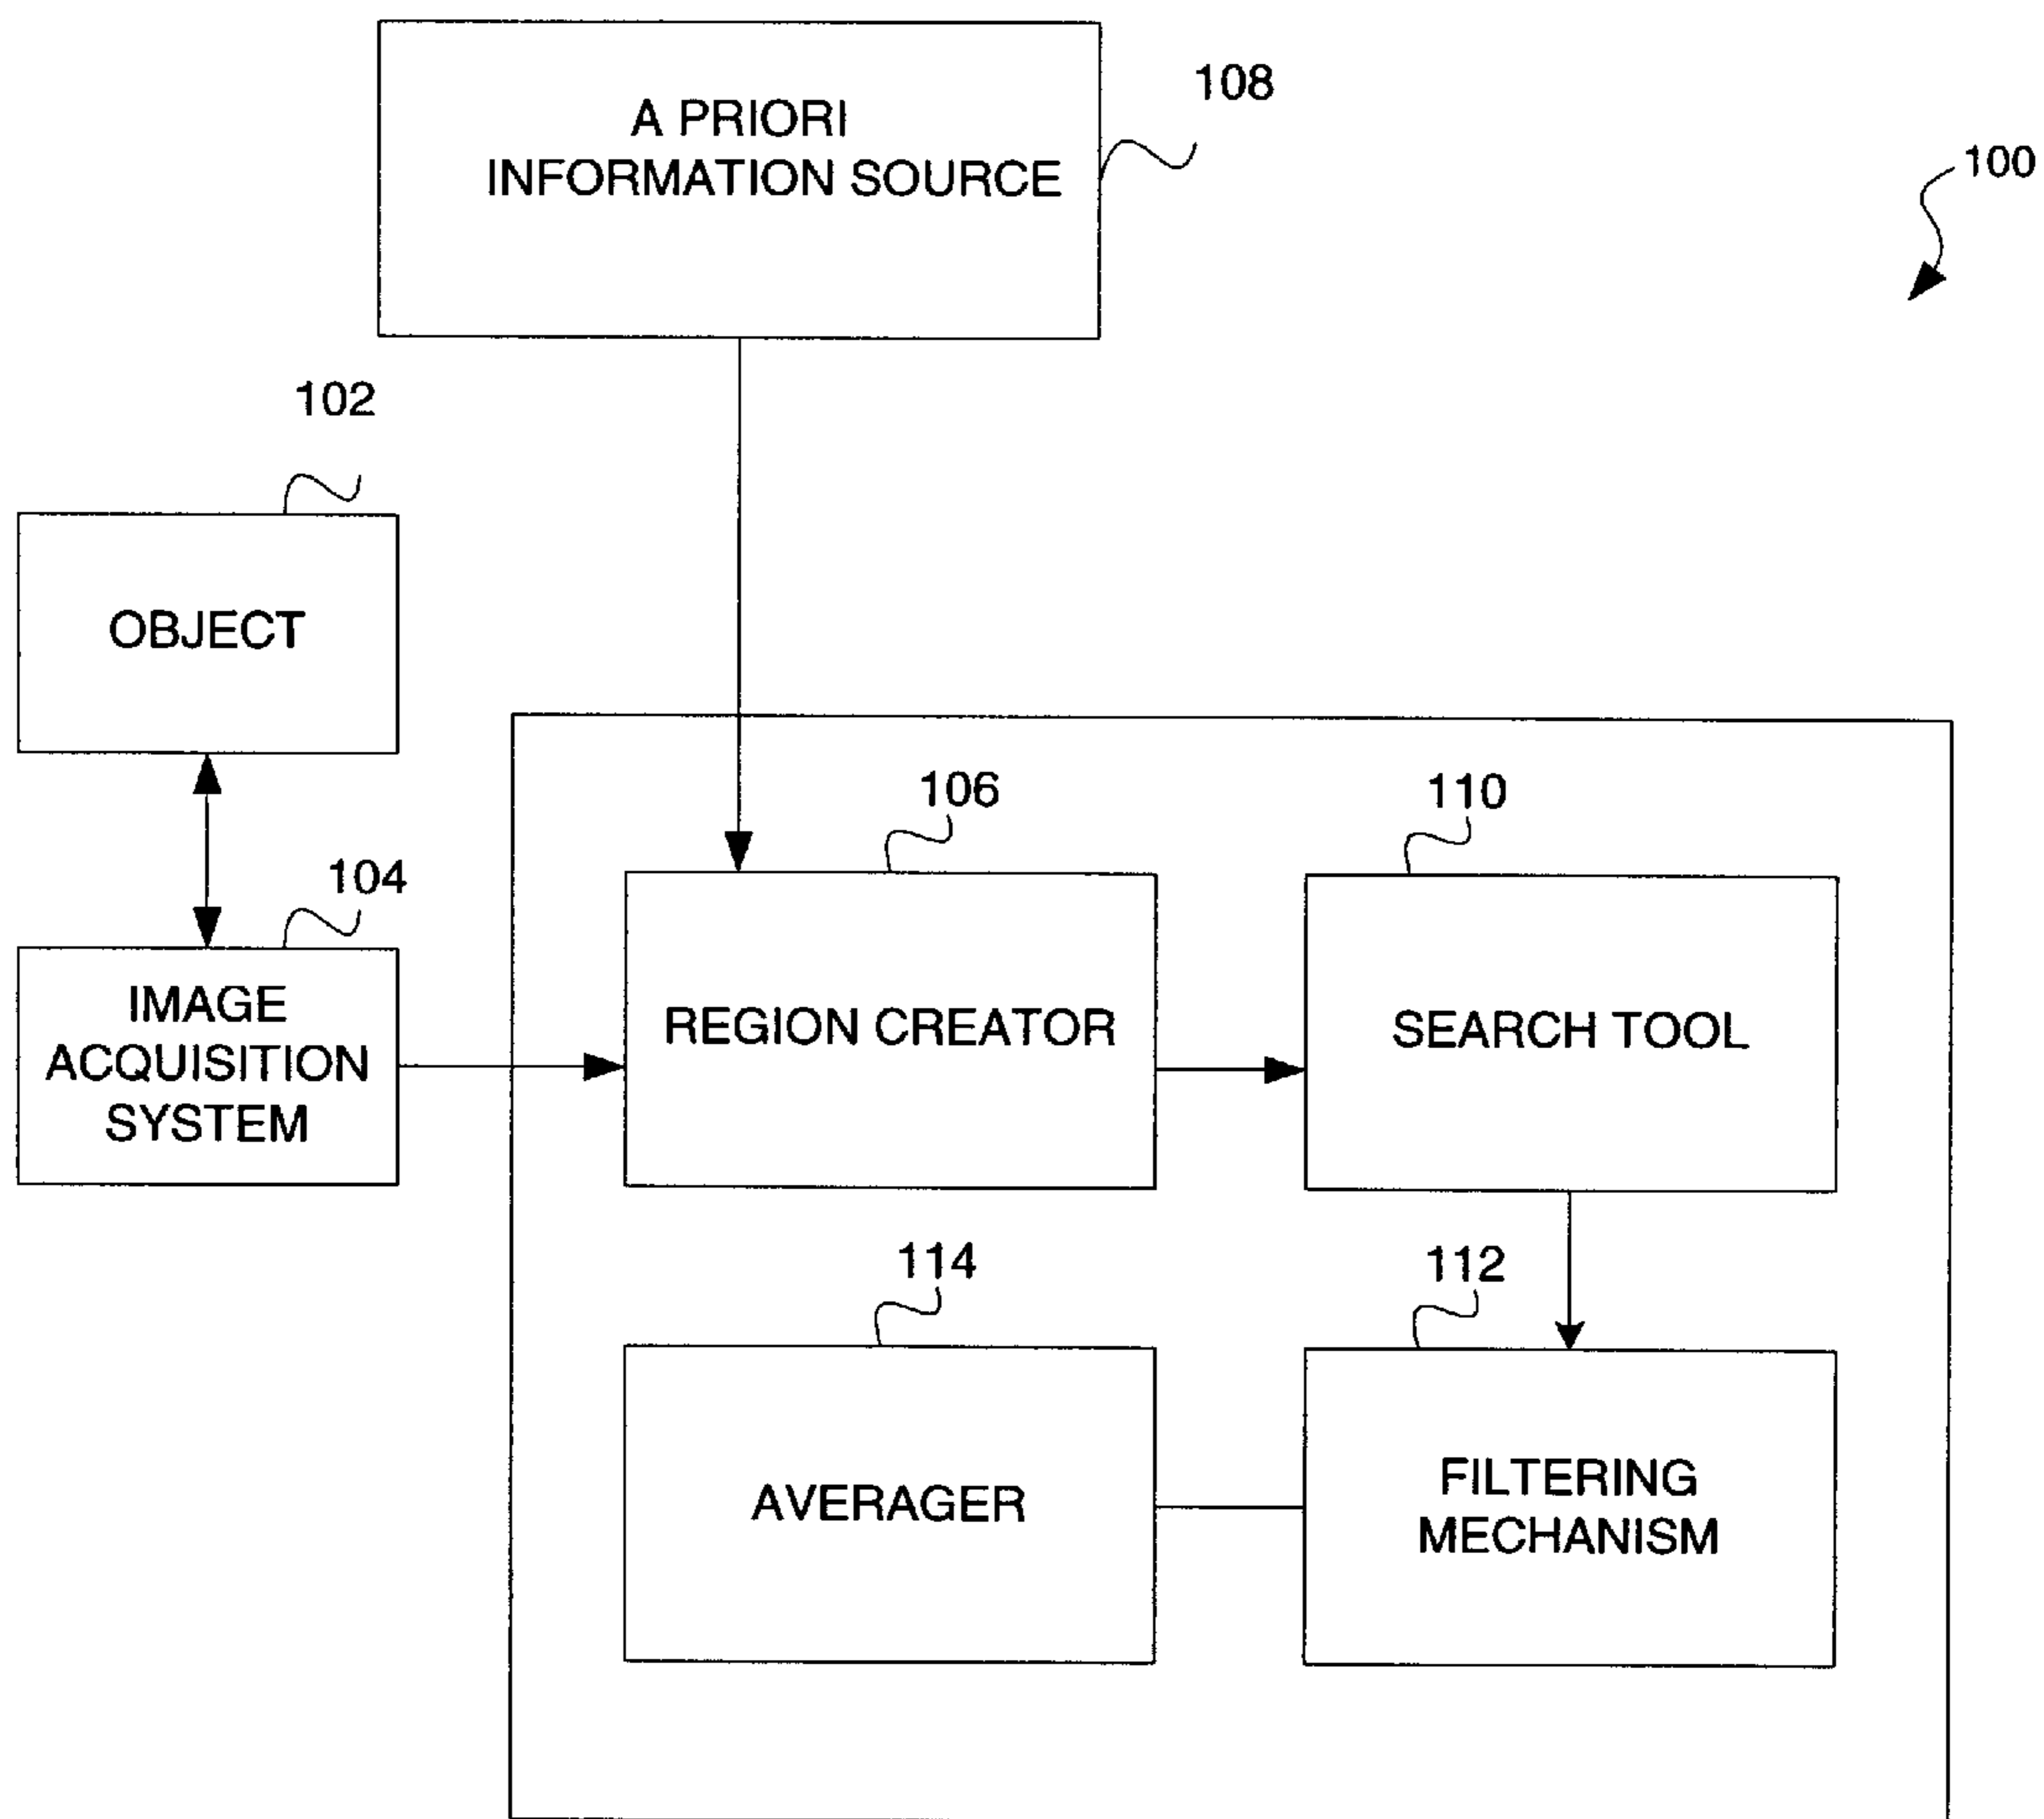 108
A PRIORI
INFORMATION SOURCE
100
102
OBJECT
104
IMAGE
ACQUISITION
SYSTEM
106
REGION CREATOR
110
SEARCH TOOL
114
AVERAGER
112
FILTERING
MECHANISM